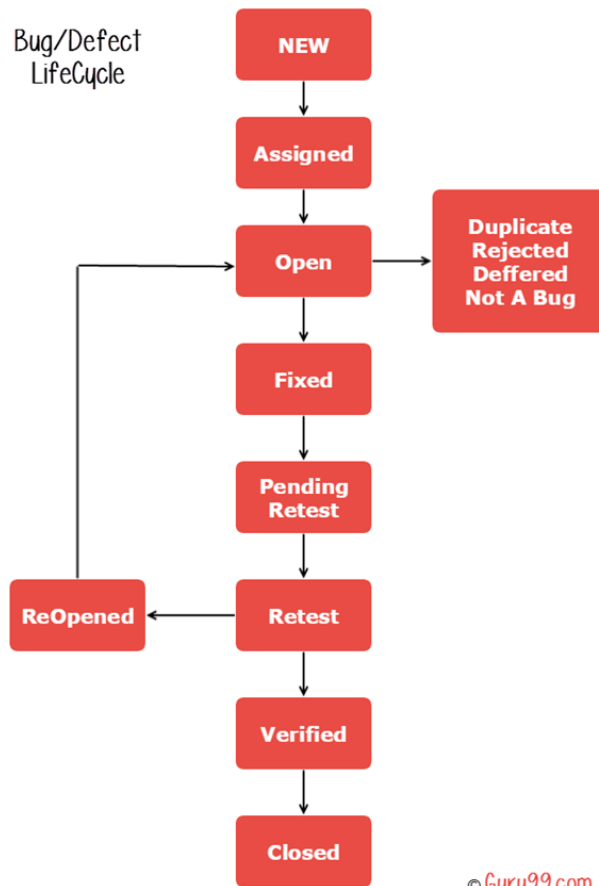 Bug/Defect
LifeCycle
NEW
Assigned
Open
Duplicate
Rejected
Deffered
Not A Bug
Fixed
Pending
Retest
ReOpened
Retest
Verified
Closed
© Guru99.com